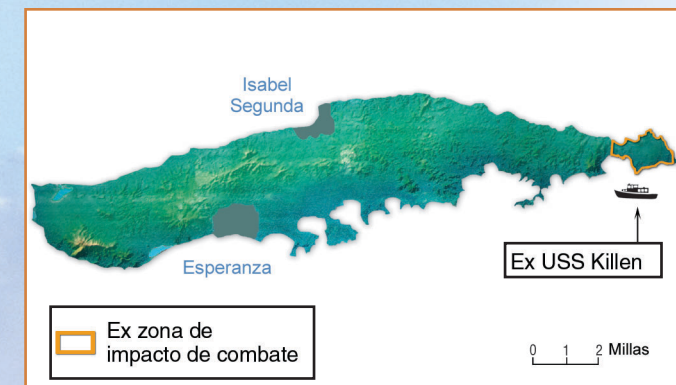 Isabel
Segunda
Esperanza
Ex USS Killen
Ex zona de
impacto de combate
0 1 2 Millas